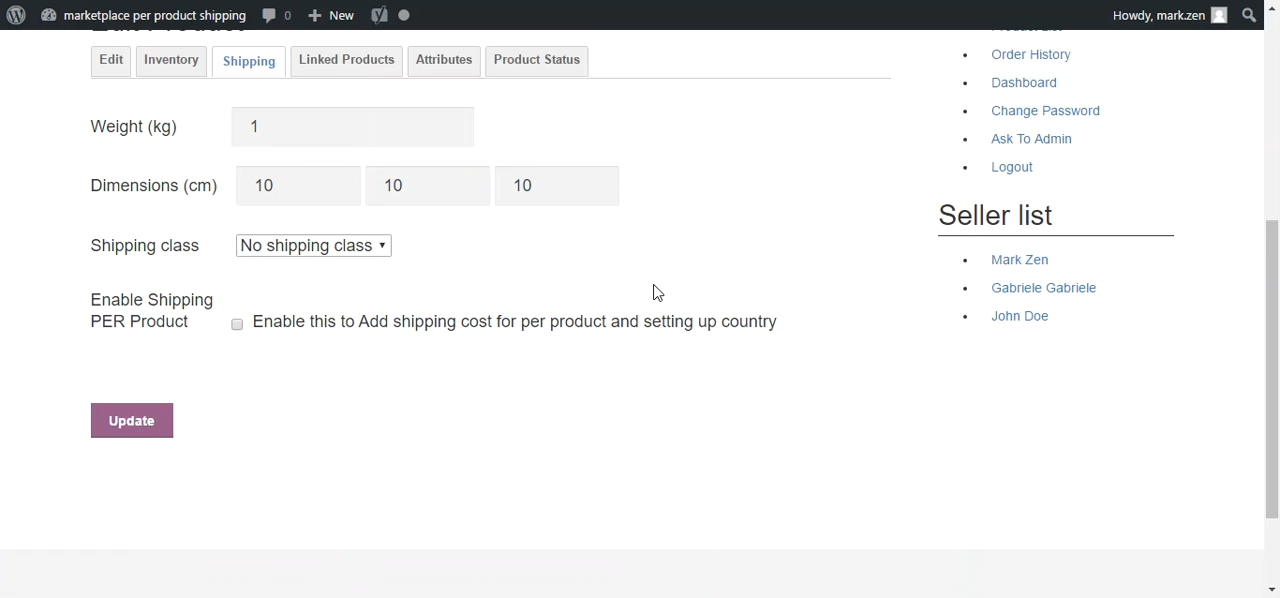 marketplace per product shipping 0 New Howdy, mark.zen
Edit Inventory Shipping Linked Products Attributes Product Status
Weight (kg) 1
Dimensions (cm) 10 10 10
Shipping class No shipping class
Enable Shipping
PER Product Enable this to Add shipping cost for per product and setting up country
Update
Order History
Dashboard
Change Password
Ask To Admin
Logout
Seller list
Mark Zen
Gabriele Gabriele
John Doe